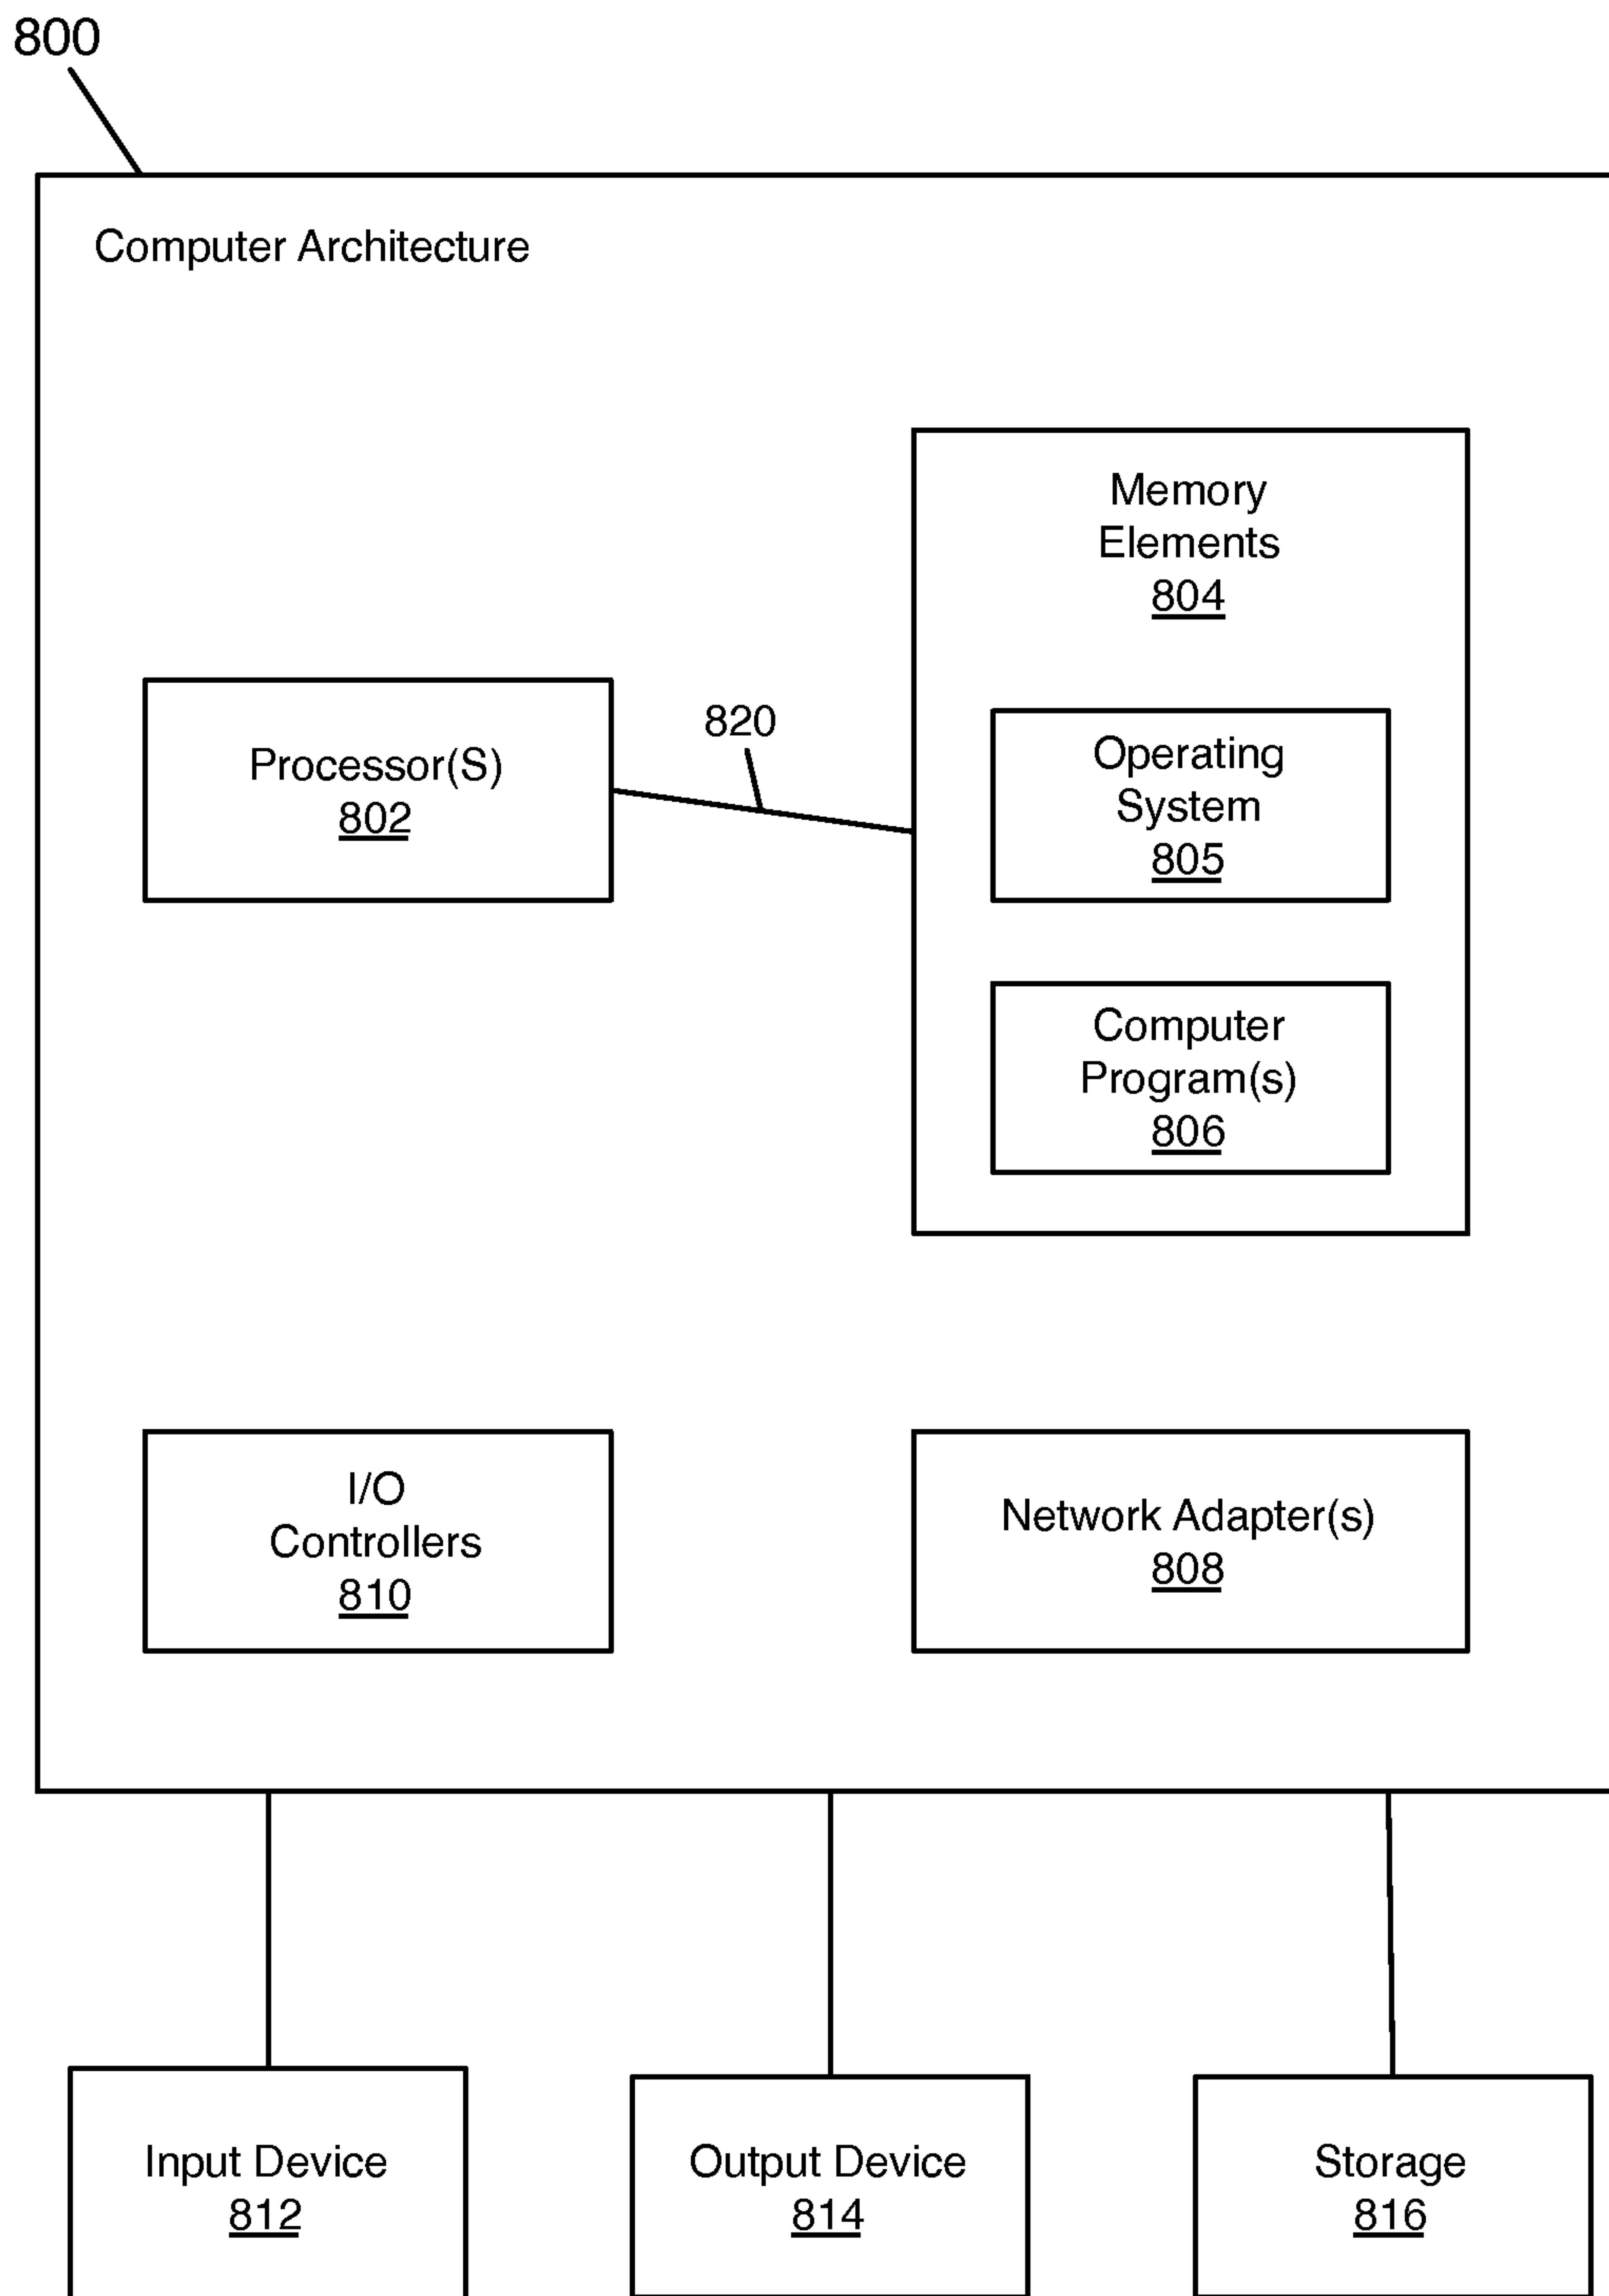 800
Computer Architecture
Memory
Elements
804
Processor(S)
802
820
Operating
System
805
Computer
Program(s)
806
I/O
Controllers
810
Network Adapter(s)
808
Input Device
812
Output Device
814
Storage
816